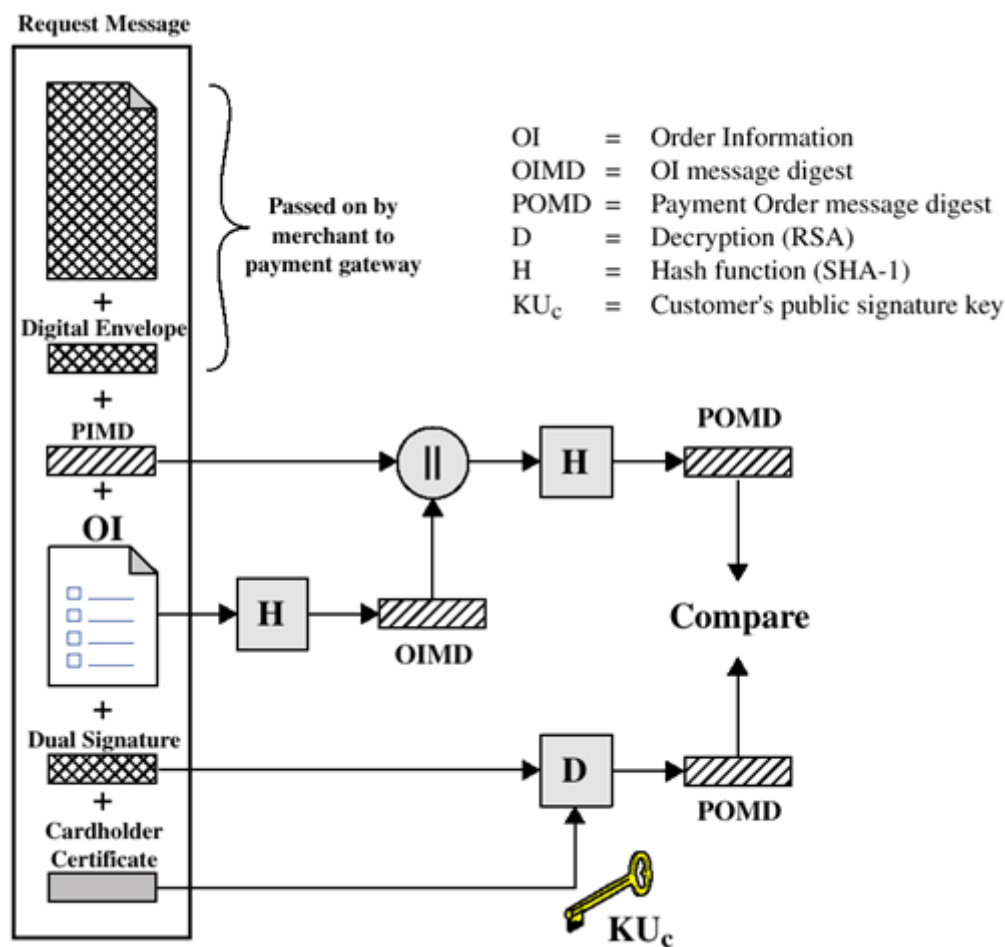 Request Message
Passed on by
merchant to
payment gateway
OI = Order Information
OIMD = OI message digest
POMD = Payment Order message digest
D = Decryption (RSA)
H = Hash function (SHA-1)
KUc = Customer's public signature key
+
Digital Envelope
+
PIMD
+
OI
||
H
POMD
H
OIMD
Compare
+
Dual Signature
+
D
POMD
Cardholder
Certificate
KUc